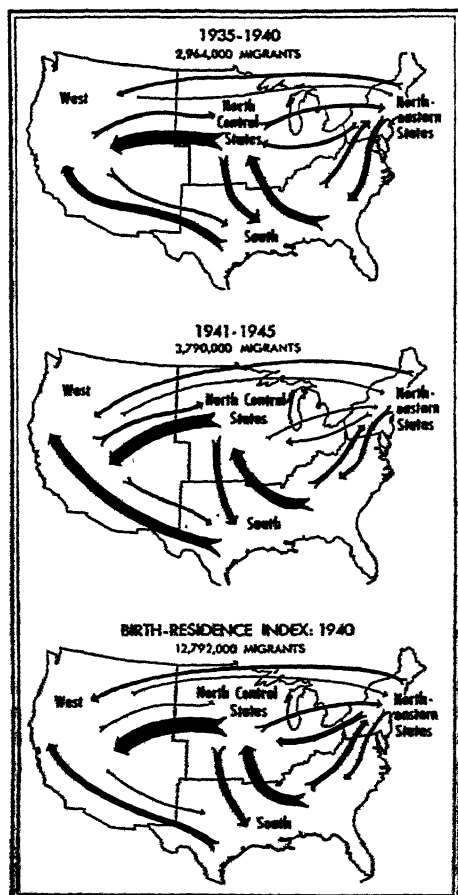 1935-1940
2,964,000 MIGRANTS
West
North
Central
States
North-
eastern
States
South
1941-1945
3,790,000 MIGRANTS
West
North Central
States
North-
eastern
States
South
BIRTH-RESIDENCE INDEX: 1940
12,792,000 MIGRANTS
West
North Central
States
North-
eastern
States
South